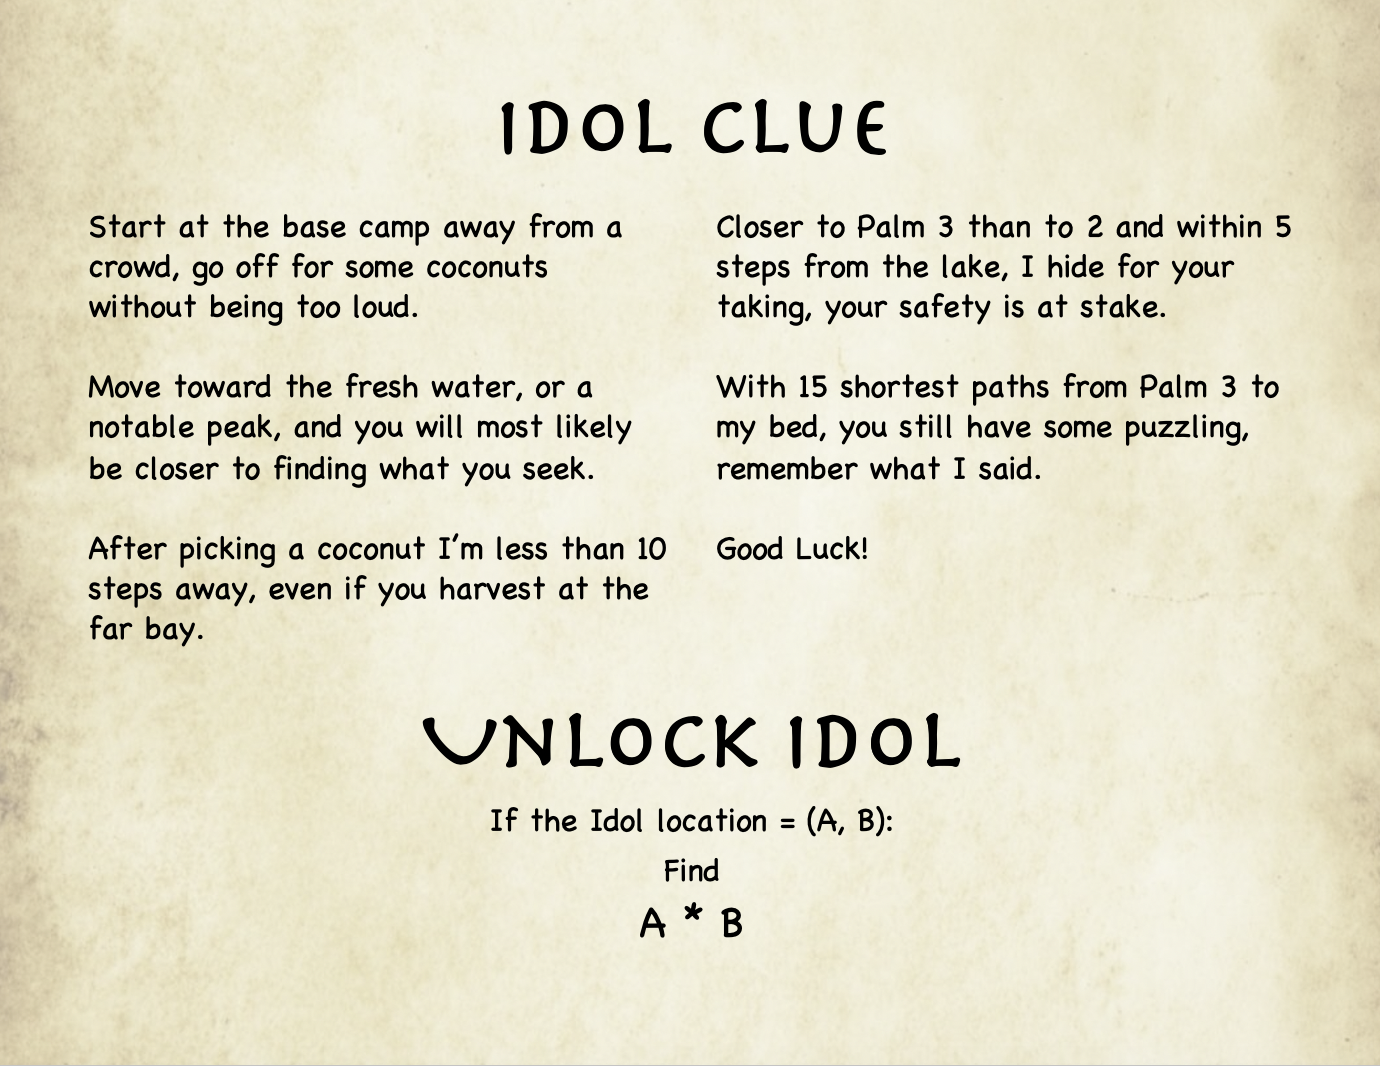 IDOL CLUE
Start at the base camp away from a
crowd, go off for some coconuts
without being too loud.
Move toward the fresh water, or a
notable peak, and you will most likely
be closer to finding what you seek.
After picking a coconut I'm less than 10
steps away, even if you harvest at the
far bay.
Closer to Palm 3 than to 2 and within 5
steps from the lake, I hide for your
taking, your safety is at stake.
With 15 shortest paths from Palm 3 to
my bed, you still have some puzzling,
remember what I said.
Good Luck!
UNLOCK IDOL
If the Idol location = (A, B):
Find
A * B